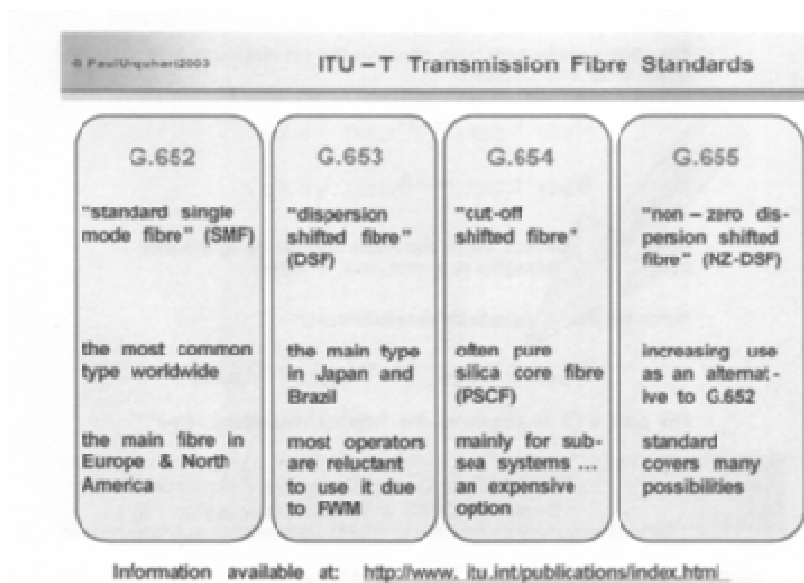 © PaulUrquhart2003
ITU – T Transmission Fibre Standards
G.652
"standard single
mode fibre" (SMF)
the most common
type worldwide
the main fibre in
Europe & North
America
G.653
"dispersion
shifted fibre"
(DSF)
the main type
in Japan and
Brazil
most operators
are reluctant
to use it due
to FWM
G.654
"cut-off
shifted fibre"
often pure
silica core fibre
(PSCF)
mainly for sub-
sea systems ...
an expensive
option
G.655
"non – zero dis-
persion shifted
fibre" (NZ-DSF)
increasing use
as an alternat-
ive to G.652
standard
covers many
possibilities
Information available at: http://www.itu.int/publications/index.html